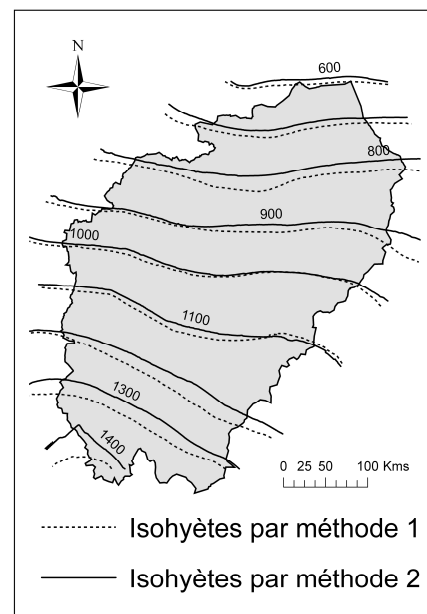 N
600
800
900
1000
1100
1300
1400
0 25 50 100 Kms
Isohyètes par méthode 1
Isohyètes par méthode 2